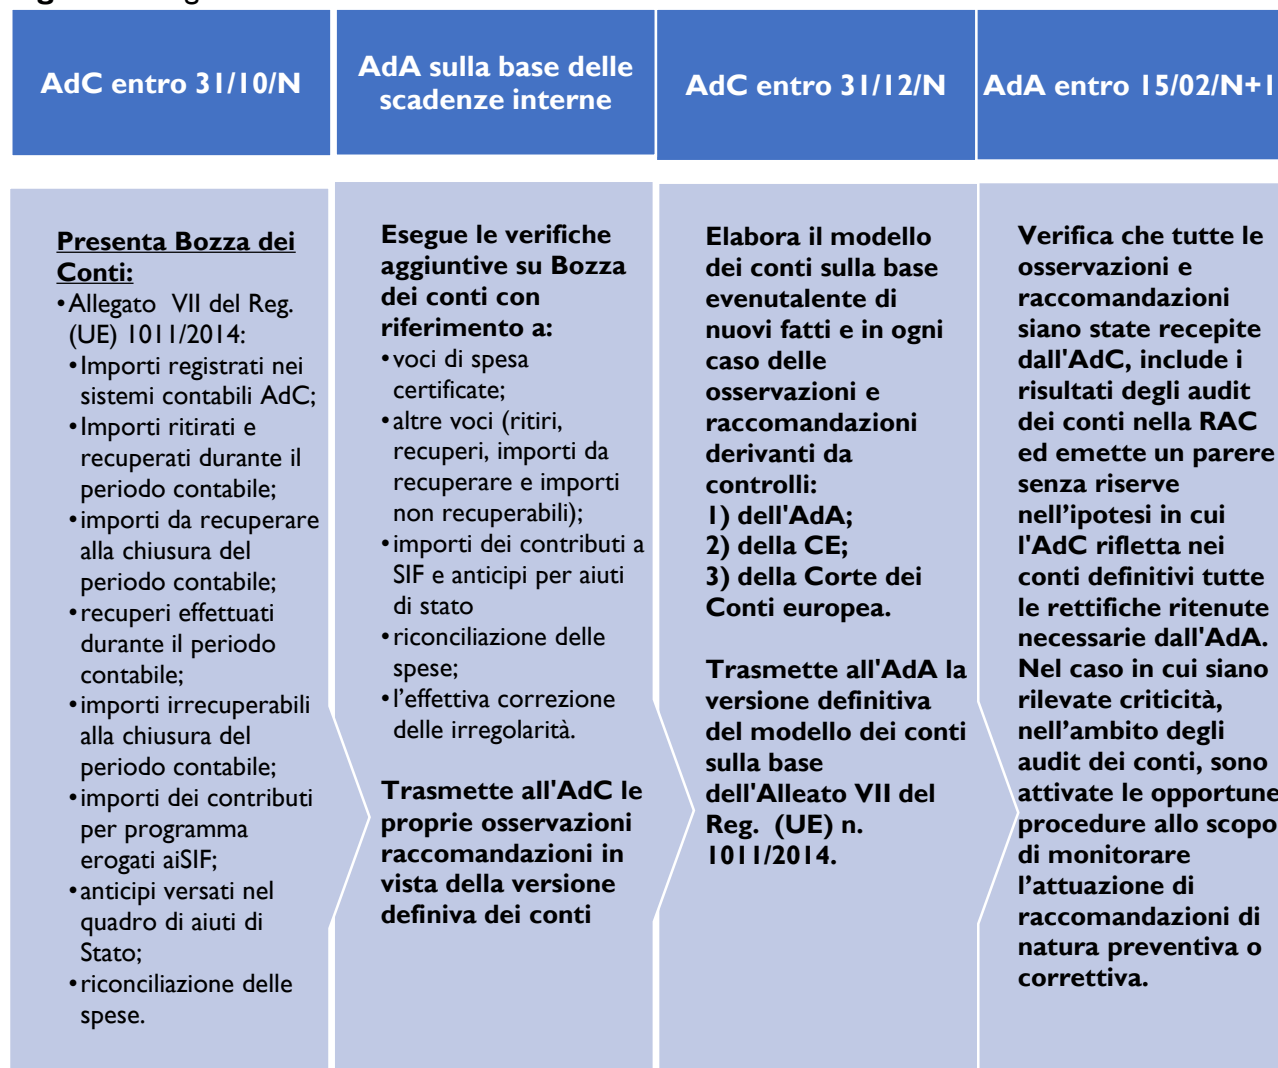 AdC entro 31/10/N
AdA sulla base delle
scadenze interne
AdC entro 31/12/N
AdA entro 15/02/N+1
Presenta Bozza dei
Conti:
•Allegato VII del Reg.
(UE) 1011/2014:
•Importi registrati nei
sistemi contabili AdC;
•Importi ritirati e
recuperati durante il
periodo contabile;
•importi da recuperare
alla chiusura del
periodo contabile;
•recuperi effettuati
durante il periodo
contabile;
•importi irrecuperabili
alla chiusura del
periodo contabile;
•importi dei contributi
per programma
erogati aiSIF;
•anticipi versati nel
quadro di aiuti di
Stato;
•riconciliazione delle
spese.
Esegue le verifiche
aggiuntive su Bozza
dei conti con
riferimento a:
•voci di spesa
certificate;
•altre voci (ritiri,
recuperi, importi da
recuperare e importi
non recuperabili);
•importi dei contributi a
SIF e anticipi per aiuti
di stato
•riconciliazione delle
spese;
•l'effettiva correzione
delle irregolarità.
Trasmette all'AdC le
proprie osservazioni
raccomandazioni in
vista della versione
definiva dei conti
Elabora il modello
dei conti sulla base
evenutalente di
nuovi fatti e in ogni
caso delle
osservazioni e
raccomandazioni
derivanti da
controlli:
1) dell'AdA;
2) della CE;
3) della Corte dei
Conti europea.
Trasmette all'AdA la
versione definitiva
del modello dei conti
sulla base
dell'Alleato VII del
Reg. (UE) n.
1011/2014.
Verifica che tutte le
osservazioni e
raccomandazioni
siano state recepite
dall'AdC, include i
risultati degli audit
dei conti nella RAC
ed emette un parere
senza riserve
nell'ipotesi in cui
l'AdC rifletta nei
conti definitivi tutte
le rettifiche ritenute
necessarie dall'AdA.
Nel caso in cui siano
rilevate criticità,
nell'ambito degli
audit dei conti, sono
attivate le opportune
procedure allo scopo
di monitorare
l'attuazione di
raccomandazioni di
natura preventiva o
correttiva.